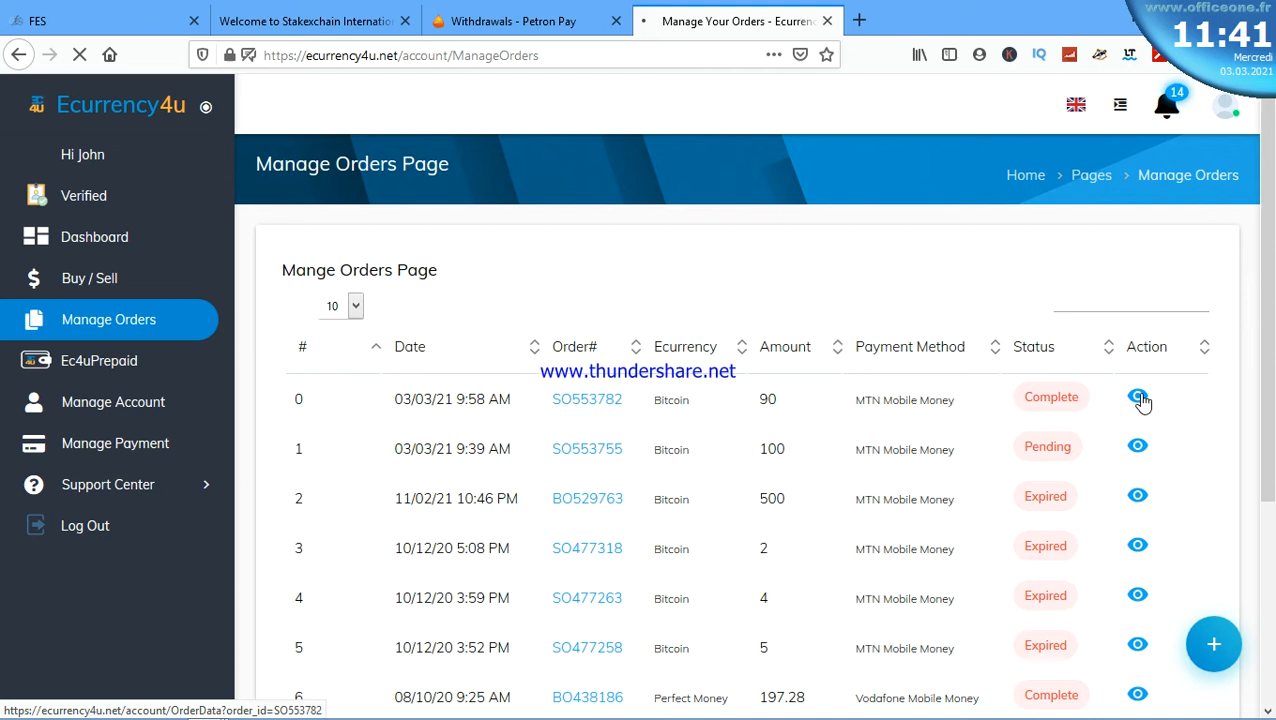 FES
Welcome to Stakexchain Internatio
Withdrawals - Petron Pay
Manage Your Orders - Ecurren
www.officeone.fr
11:41
Mercredi
03.03.2021
https://ecurrency4u.net/account/ManageOrders
Ecurrency4u
14
Hi John
Verified
Dashboard
Buy / Sell
Manage Orders
Ec4uPrepaid
Manage Account
Manage Payment
Support Center
Log Out
Manage Orders Page
Home > Pages > Manage Orders
Mange Orders Page
10
# Date Order# Ecurrency Amount Payment Method Status Action
www.thundershare.net
0 03/03/21 9:58 AM SO553782 Bitcoin 90 MTN Mobile Money Complete
1 03/03/21 9:39 AM SO553755 Bitcoin 100 MTN Mobile Money Pending
2 11/02/21 10:46 PM BO529763 Bitcoin 500 MTN Mobile Money Expired
3 10/12/20 5:08 PM SO477318 Bitcoin 2 MTN Mobile Money Expired
4 10/12/20 3:59 PM SO477263 Bitcoin 4 MTN Mobile Money Expired
5 10/12/20 3:52 PM SO477258 Bitcoin 5 MTN Mobile Money Expired
6 08/10/20 9:25 AM BO438186 Perfect Money 197.28 Vodafone Mobile Money Complete
https://ecurrency4u.net/account/OrderData?order_id=SO553782